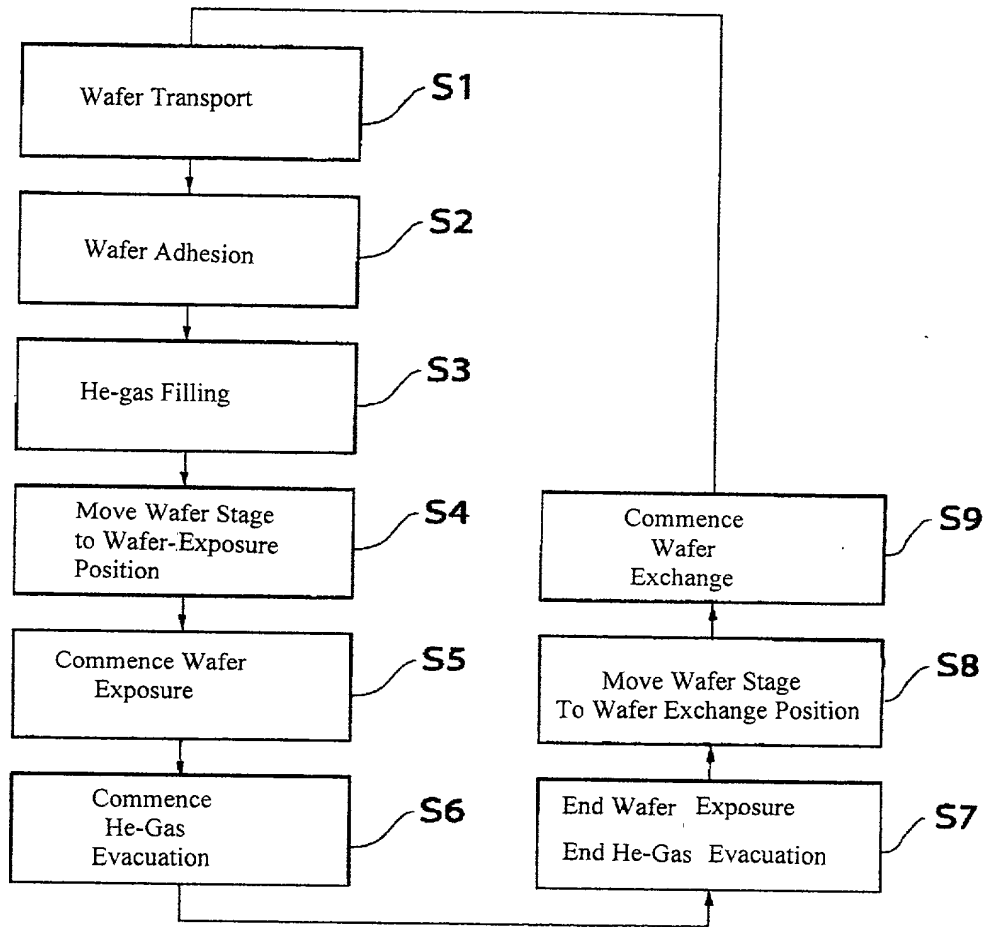 Wafer Transport
S1
Wafer Adhesion
S2
He-gas Filling
S3
Move Wafer Stage
to Wafer-Exposure
Position
S4
Commence Wafer
Exposure
S5
Commence
He-Gas
Evacuation
S6
End Wafer Exposure
End He-Gas Evacuation
S7
Move Wafer Stage
To Wafer Exchange Position
S8
Commence
Wafer
Exchange
S9